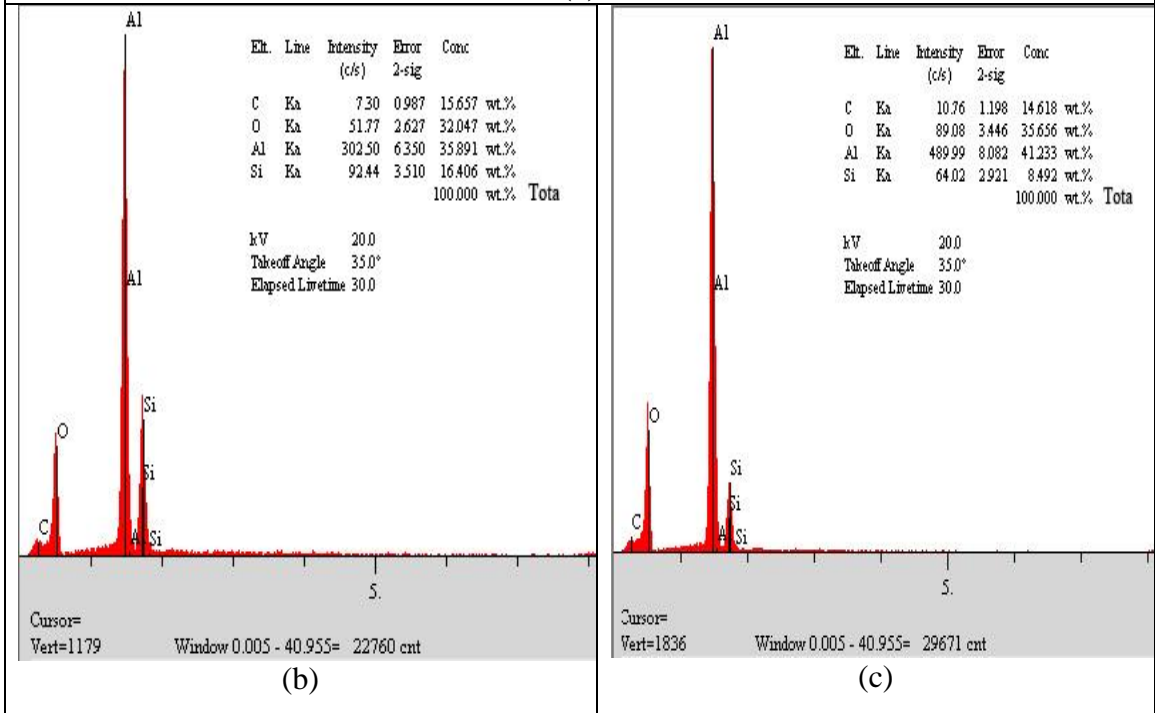 Al
Elt. Line Intensity Error Conc
(c/s) 2-sig
C Ka 7.30 0.987 15.657 wt.%
O Ka 51.77 2.627 32.047 wt.%
Al Ka 302.50 6.350 35.891 wt.%
Si Ka 92.44 3.510 16.406 wt.%
100.000 wt.% Tota
kV 20.0
Takeoff Angle 35.0°
Elapsed Livetime 30.0
Al
Si
O
Si
C
A
Si
5.
Cursor=
Vert=1179 Window 0.005 - 40.955= 22760 cnt
(b)
Al
Elt. Line Intensity Error Conc
(c/s) 2-sig
C Ka 10.76 1.198 14.618 wt.%
O Ka 89.08 3.446 35.656 wt.%
Al Ka 489.99 8.082 41.233 wt.%
Si Ka 64.02 2.921 8.492 wt.%
100.000 wt.% Tota
kV 20.0
Takeoff Angle 35.0°
Elapsed Livetime 30.0
Al
O
Si
Si
C
A
Si
5.
Cursor=
Vert=1836 Window 0.005 - 40.955= 29671 cnt
(c)